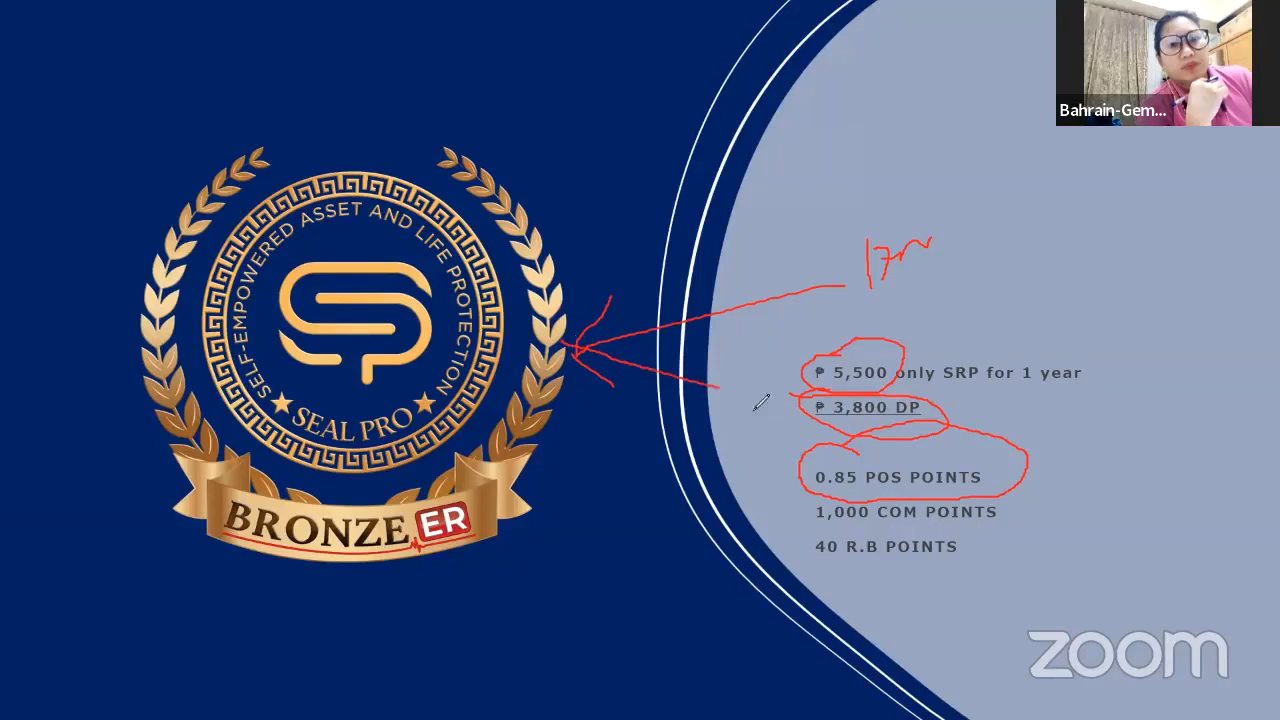 Bahrain-Gem...
SELF-EMPOWERED ASSET AND LIFE PROTECTION
SEAL PRO
BRONZE ER
₱ 5,500 only SRP for 1 year
₱ 3,800 DP
0.85 POS POINTS
1,000 COM POINTS
40 R.B POINTS
zoom